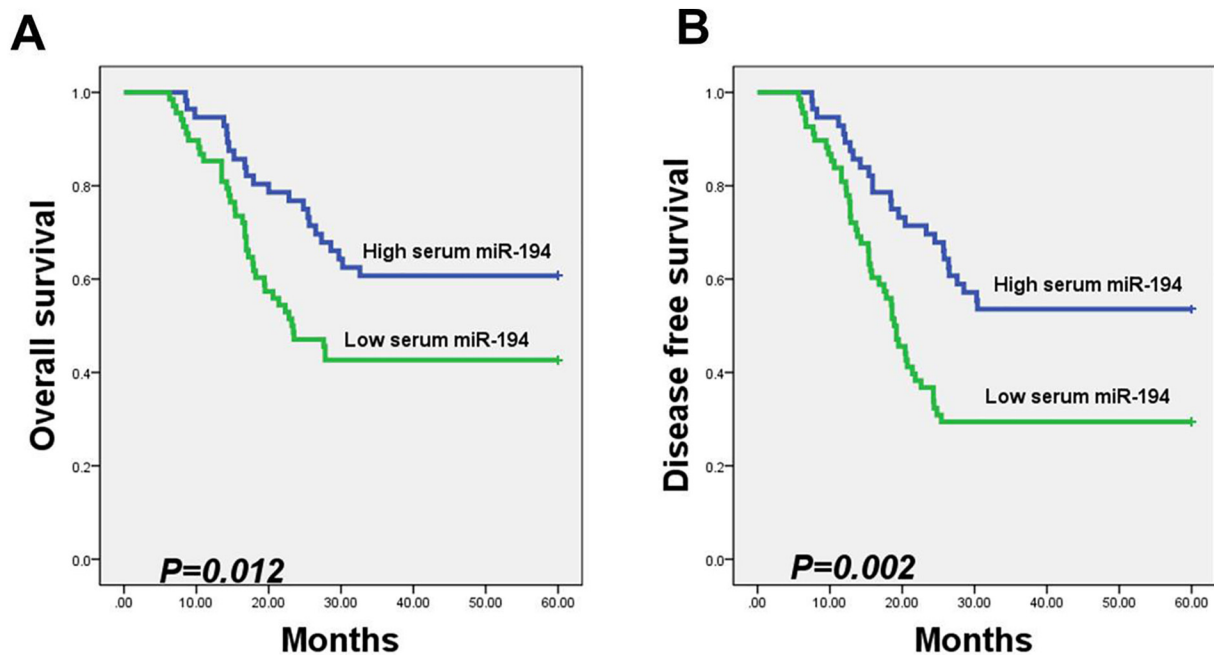 A
Overall survival
1.0
0.8
0.6
0.4
0.2
0.0
High serum miR-194
Low serum miR-194
P=0.012
.00 10.00 20.00 30.00 40.00 50.00 60.00
Months
B
Disease free survival
1.0
0.8
0.6
0.4
0.2
0.0
High serum miR-194
Low serum miR-194
P=0.002
.00 10.00 20.00 30.00 40.00 50.00 60.00
Months